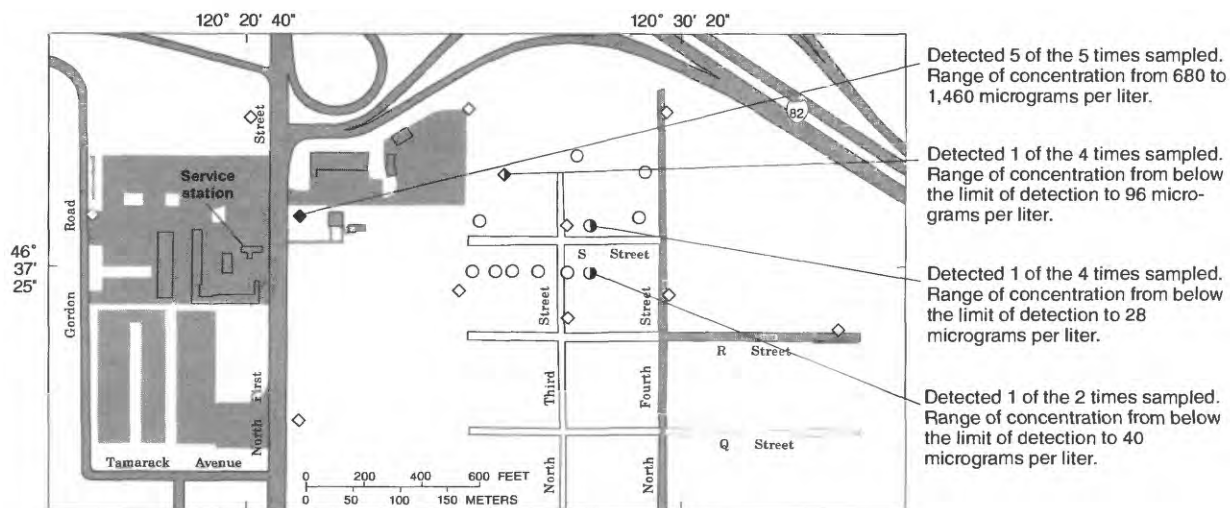 120° 20' 40"
120° 30' 20"
Detected 5 of the 5 times sampled.
Range of concentration from 680 to
1,460 micrograms per liter.
82
Detected 1 of the 4 times sampled.
Range of concentration from below
the limit of detection to 96 micro-
grams per liter.
Street
Service
station
Road
46°
37'
25"
S Street
Detected 1 of the 4 times sampled.
Range of concentration from below
the limit of detection to 28
micrograms per liter.
Gordon
Street
Street
R Street
First
Third
Fourth
Detected 1 of the 2 times sampled.
Range of concentration from below
the limit of detection to 40
micrograms per liter.
North
Q Street
Tamarack Avenue
0 200 400 600 FEET
0 50 100 150 METERS
North
North